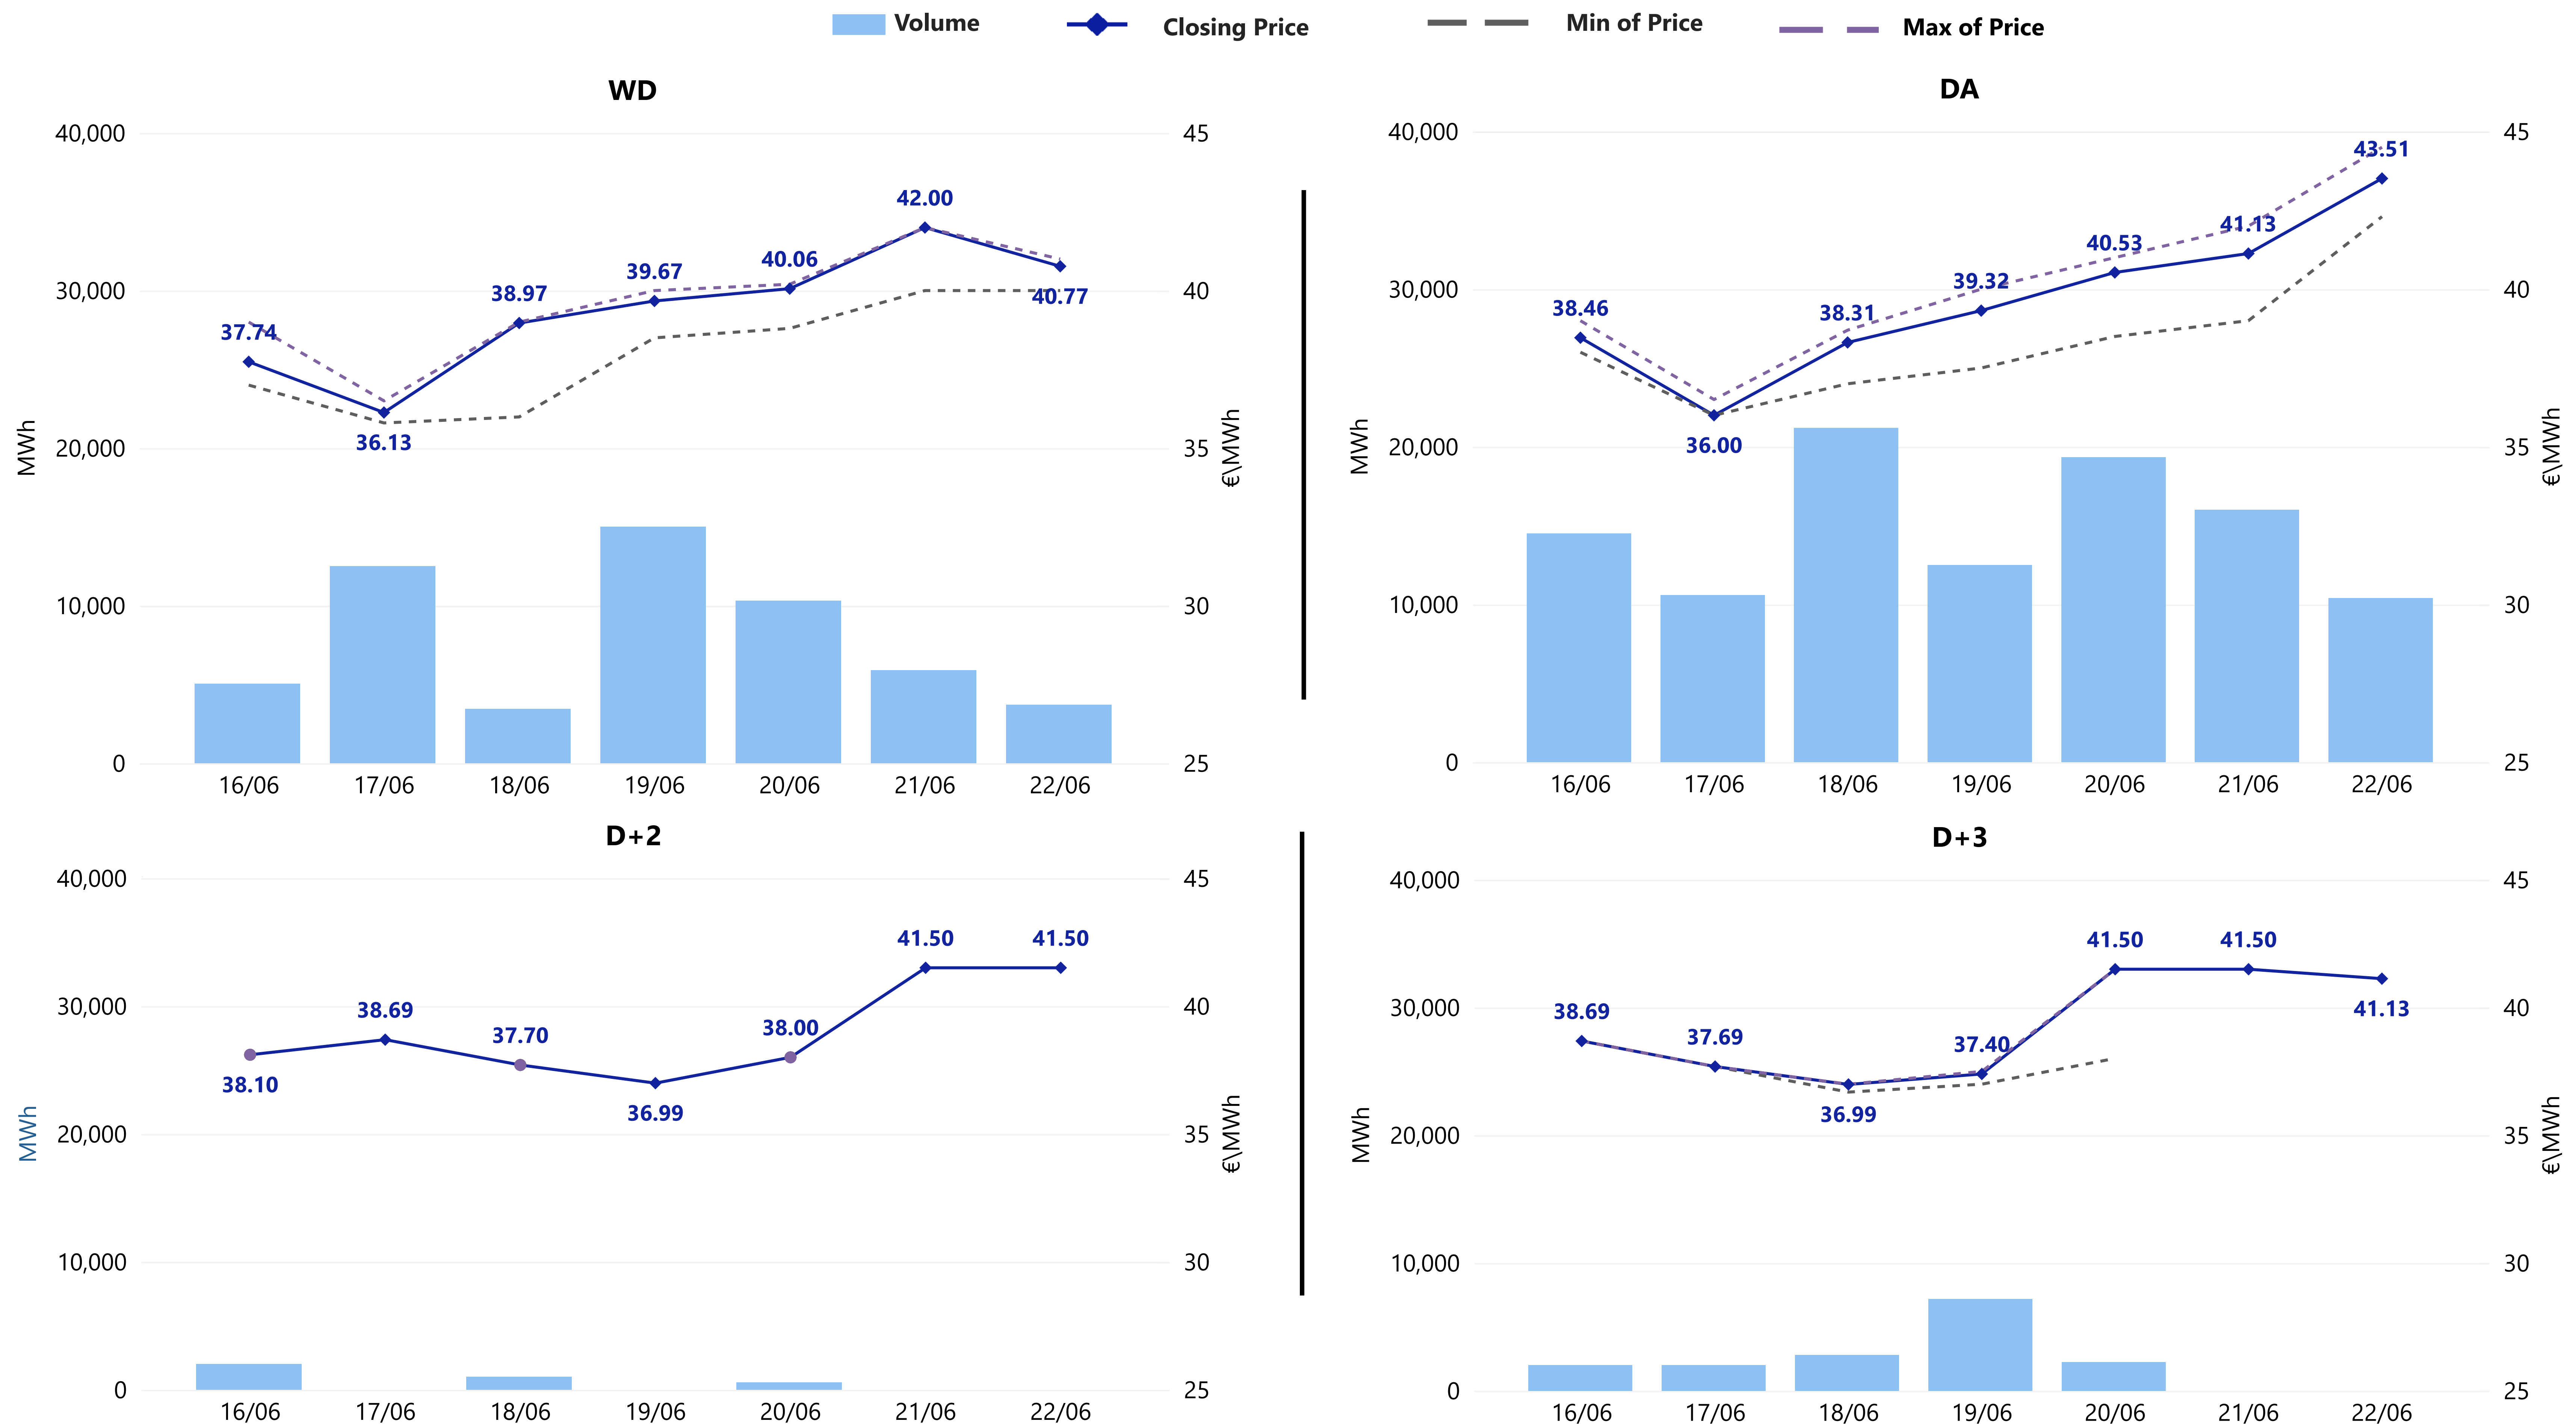 Volume Closing Price Min of Price Max of Price
WD
40,000 45
42.00
40.06
39.67
38.97
37.74
30,000 40
40.77
36.13
20,000 35
MWh
€\MWh
10,000 30
0 25
16/06 17/06 18/06 19/06 20/06 21/06 22/06
DA
40,000 45
43.51
41.13
40.53
39.32
38.31
38.46
30,000 40
36.00
20,000 35
MWh
€\MWh
10,000 30
0 25
16/06 17/06 18/06 19/06 20/06 21/06 22/06
D+2
40,000 45
41.50 41.50
30,000 40
38.69
38.00
37.70
38.10
36.99
20,000 35
MWh
€\MWh
10,000 30
0 25
16/06 17/06 18/06 19/06 20/06 21/06 22/06
D+3
40,000 45
41.50 41.50
30,000 40
41.13
38.69
37.69
37.40
36.99
20,000 35
MWh
€\MWh
10,000 30
0 25
16/06 17/06 18/06 19/06 20/06 21/06 22/06